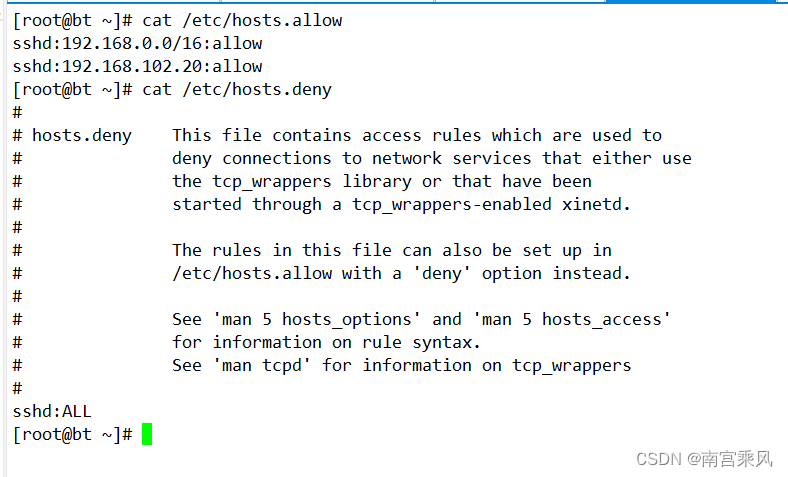 [root@bt ~]# cat /etc/hosts.allow
sshd:192.168.0.0/16:allow
sshd:192.168.102.20:allow
[root@bt ~]# cat /etc/hosts.deny
#
# hosts.deny    This file contains access rules which are used to
#               deny connections to network services that either use
#               the tcp_wrappers library or that have been
#               started through a tcp_wrappers-enabled xinetd.
#
#               The rules in this file can also be set up in
#               /etc/hosts.allow with a 'deny' option instead.
#
#               See 'man 5 hosts_options' and 'man 5 hosts_access'
#               for information on rule syntax.
#               See 'man tcpd' for information on tcp_wrappers
#
sshd:ALL
[root@bt ~]#
CSDN @南宫乘风